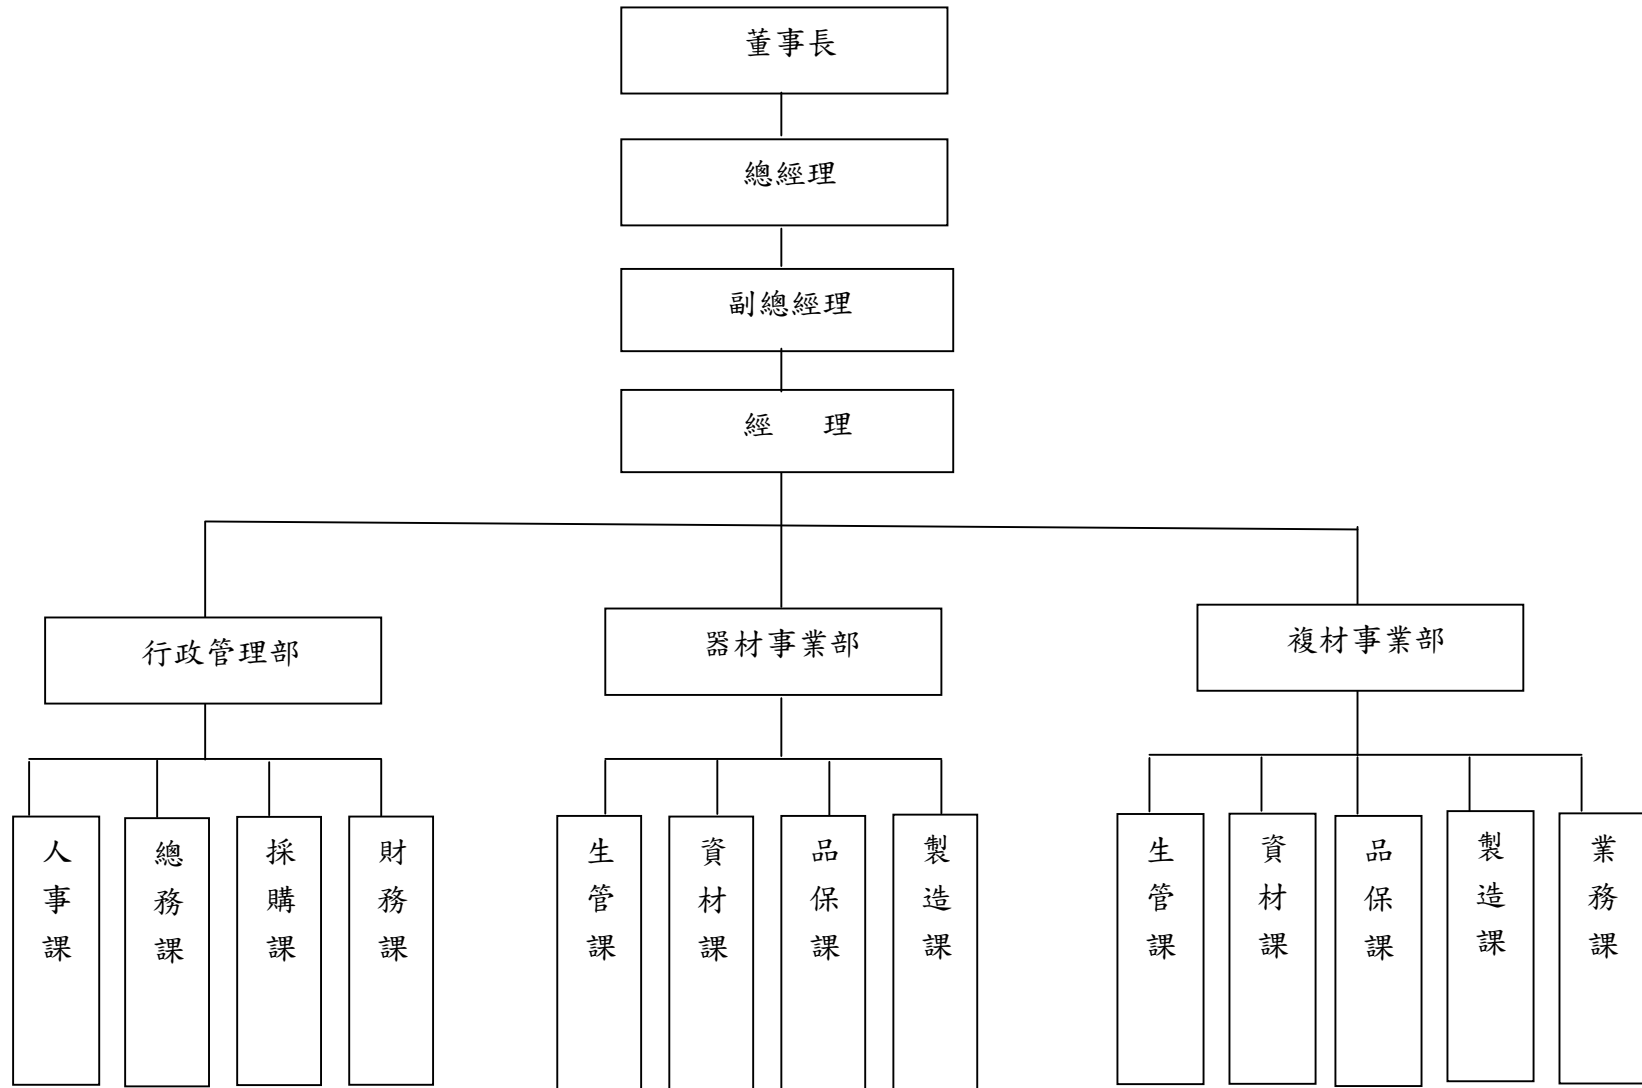 董事長
總經理
副總經理
經 理
行政管理部
器材事業部
複材事業部
人事課
總務課
採購課
財務課
生管課
資材課
品保課
製造課
生管課
資材課
品保課
製造課
業務課